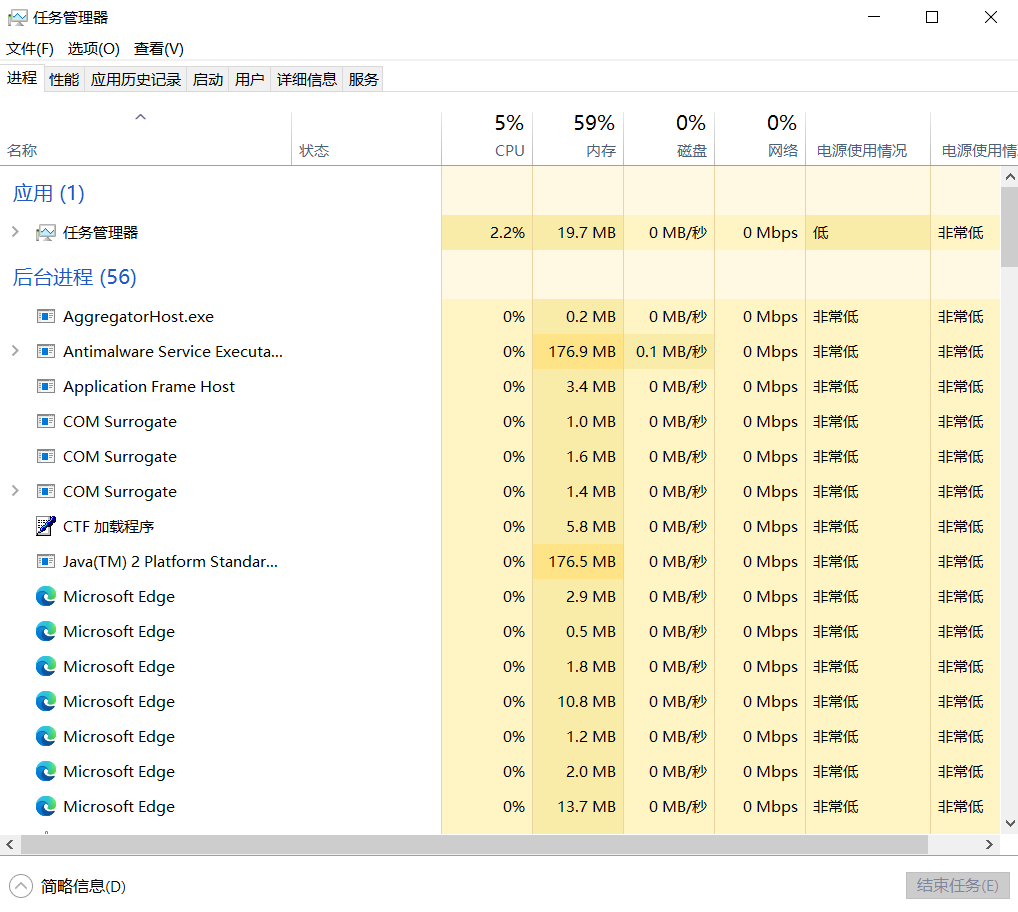 任务管理器
文件(F) 选项(O) 查看(V)
进程 性能 应用历史记录 启动 用户 详细信息 服务
5% 59% 0% 0%
名称 状态 CPU 内存 磁盘 网络 电源使用情况 电源使用情
应用 (1)
任务管理器 2.2% 19.7 MB 0 MB/秒 0 Mbps 低 非常低
后台进程 (56)
AggregatorHost.exe 0% 0.2 MB 0 MB/秒 0 Mbps 非常低 非常低
Antimalware Service Executa... 0% 176.9 MB 0.1 MB/秒 0 Mbps 非常低 非常低
Application Frame Host 0% 3.4 MB 0 MB/秒 0 Mbps 非常低 非常低
COM Surrogate 0% 1.0 MB 0 MB/秒 0 Mbps 非常低 非常低
COM Surrogate 0% 1.6 MB 0 MB/秒 0 Mbps 非常低 非常低
COM Surrogate 0% 1.4 MB 0 MB/秒 0 Mbps 非常低 非常低
CTF 加载程序 0% 5.8 MB 0 MB/秒 0 Mbps 非常低 非常低
Java(TM) 2 Platform Standar... 0% 176.5 MB 0 MB/秒 0 Mbps 非常低 非常低
Microsoft Edge 0% 2.9 MB 0 MB/秒 0 Mbps 非常低 非常低
Microsoft Edge 0% 0.5 MB 0 MB/秒 0 Mbps 非常低 非常低
Microsoft Edge 0% 1.8 MB 0 MB/秒 0 Mbps 非常低 非常低
Microsoft Edge 0% 10.8 MB 0 MB/秒 0 Mbps 非常低 非常低
Microsoft Edge 0% 1.2 MB 0 MB/秒 0 Mbps 非常低 非常低
Microsoft Edge 0% 2.0 MB 0 MB/秒 0 Mbps 非常低 非常低
Microsoft Edge 0% 13.7 MB 0 MB/秒 0 Mbps 非常低 非常低
简略信息(D) 结束任务(E)